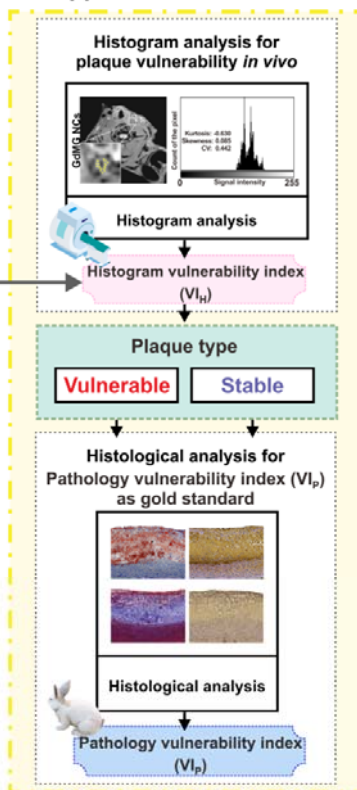 Histogram analysis for
plaque vulnerability in vivo
GdMG NCs
Count of the pixel
Kurtosis: -0.630
Skewness: 0.085
CV: 0.442
0
Signal intensity
255
Histogram analysis
Histogram vulnerability index
(VIH)
Plaque type
Vulnerable
Stable
Histological analysis for
Pathology vulnerability index (VIP)
as gold standard
Histological analysis
Pathology vulnerability index
(VIP)